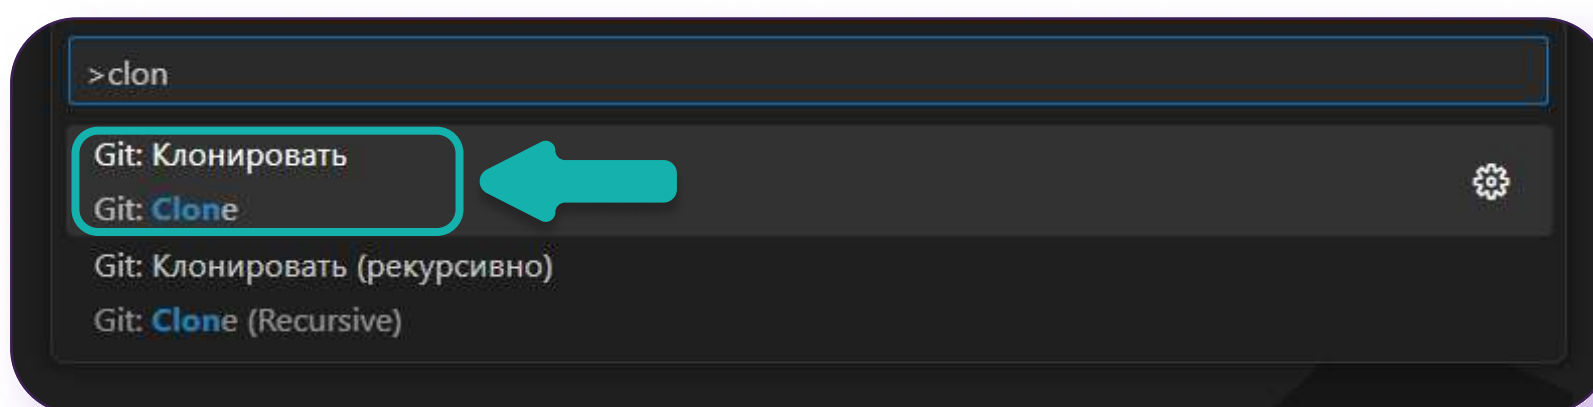 >clon
Git: Клонировать
Git: Clone
Git: Клонировать (рекурсивно)
Git: Clone (Recursive)